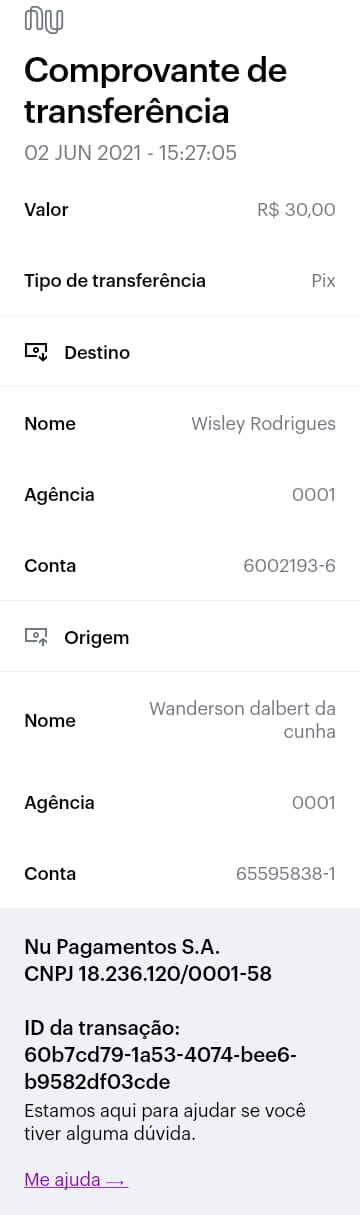 nu
Comprovante de
transferência
02 JUN 2021 - 15:27:05
Valor R$ 30,00
Tipo de transferência Pix
Destino
Nome Wisley Rodrigues
Agência 0001
Conta 6002193-6
Origem
Nome Wanderson dalbert da
cunha
Agência 0001
Conta 65595838-1
Nu Pagamentos S.A.
CNPJ 18.236.120/0001-58
ID da transação:
60b7cd79-1a53-4074-bee6-
b9582df03cde
Estamos aqui para ajudar se você
tiver alguma dúvida.
Me ajuda →